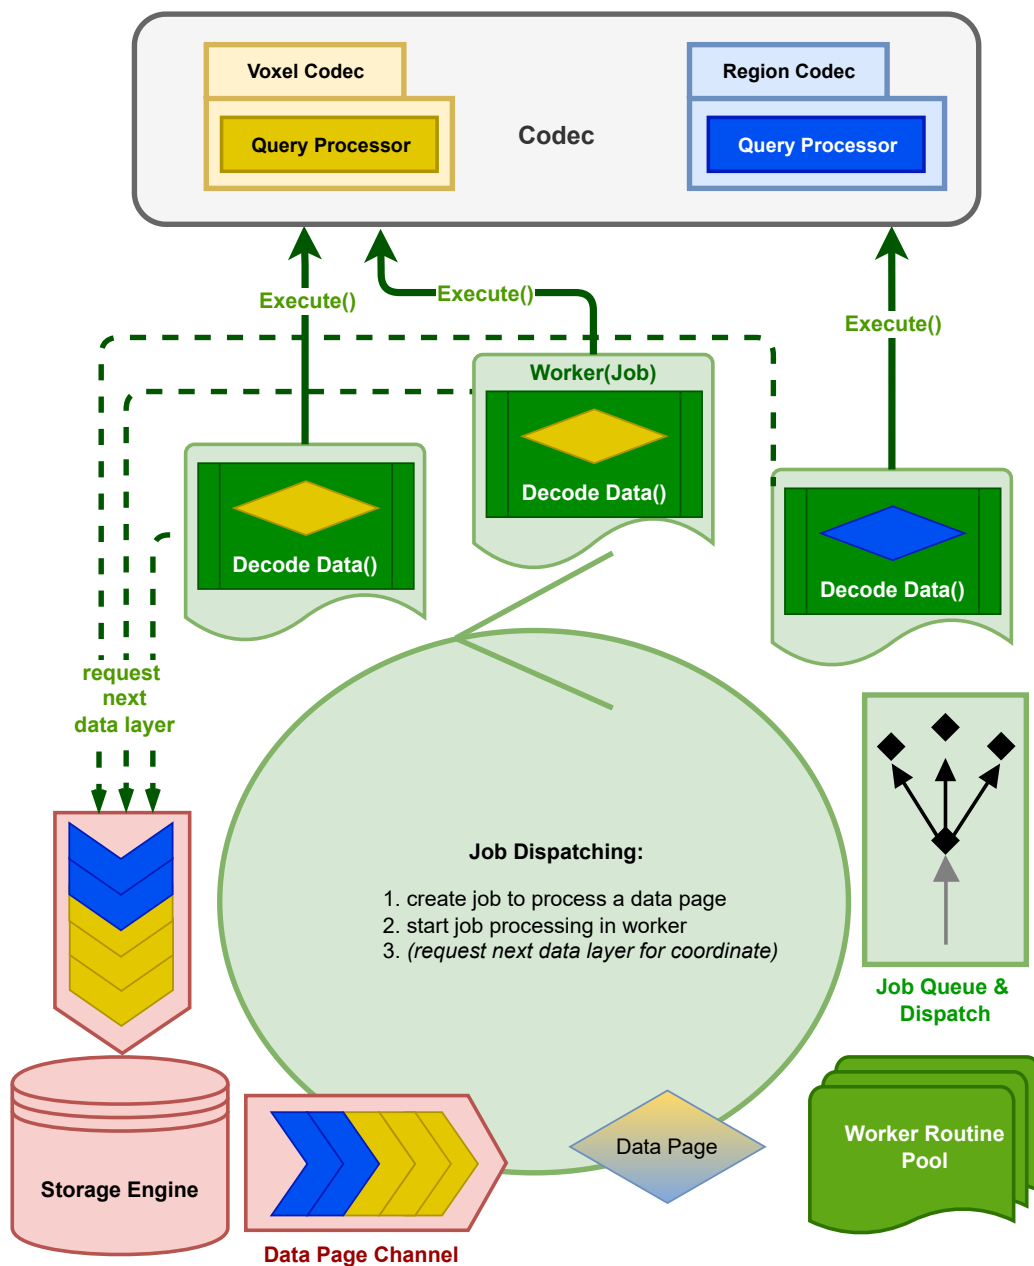 Voxel Codec
Region Codec
Query Processor
Codec
Query Processor
Execute()
Execute()
Execute()
Worker(Job)
Decode Data()
Decode Data()
Decode Data()
request
next
data layer
Job Dispatching:
1. create job to process a data page
2. start job processing in worker
3. (request next data layer for coordinate)
Job Queue &
Dispatch
Storage Engine
Data Page
Worker Routine
Pool
Data Page Channel